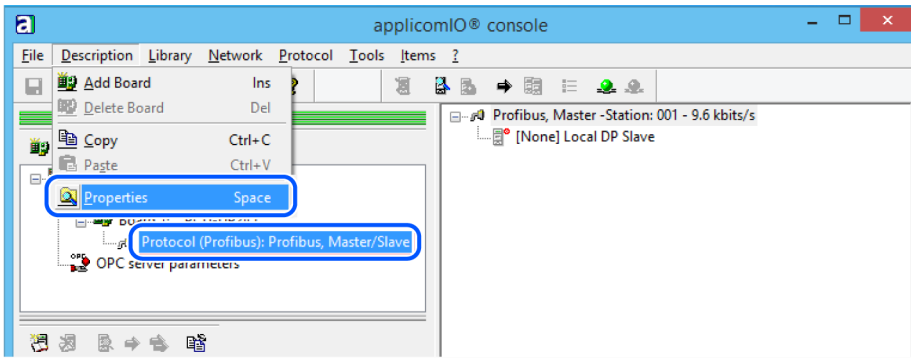 applicomIO® console
File Description Library Network Protocol Tools Items ?
Add Board Ins
Delete Board Del
Copy Ctrl+C
Paste Ctrl+V
Properties Space
Protocol (Profibus): Profibus, Master/Slave
OPC server parameters
Profibus, Master -Station: 001 - 9.6 kbits/s
[None] Local DP Slave